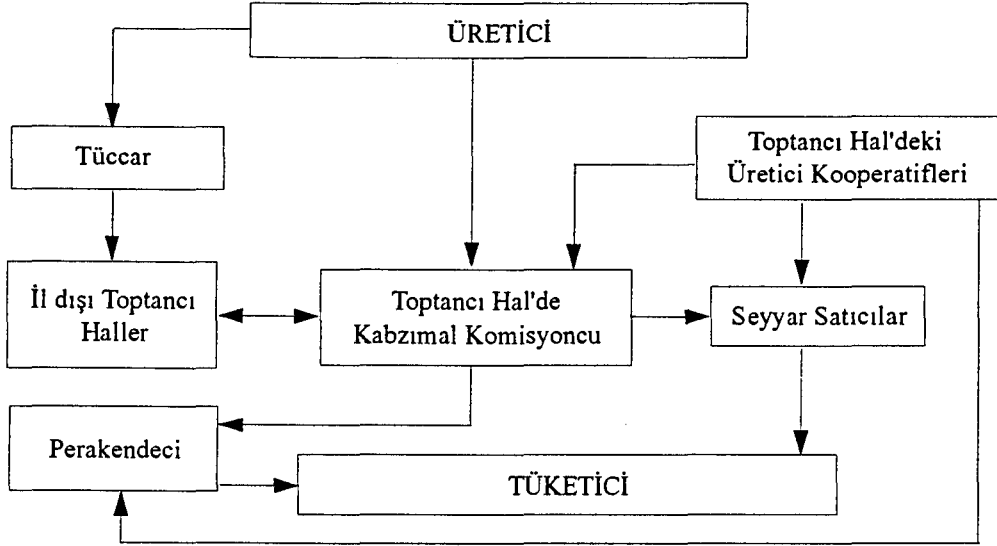 ÜRETİCİ
Tüccar
Toptancı Hal'deki
Üretici Kooperatifleri
İl dışı Toptancı
Haller
Toptancı Hal'de
Kabzımal Komisyoncu
Seyyar Satıcılar
Perakendeci
TÜKETİCİ